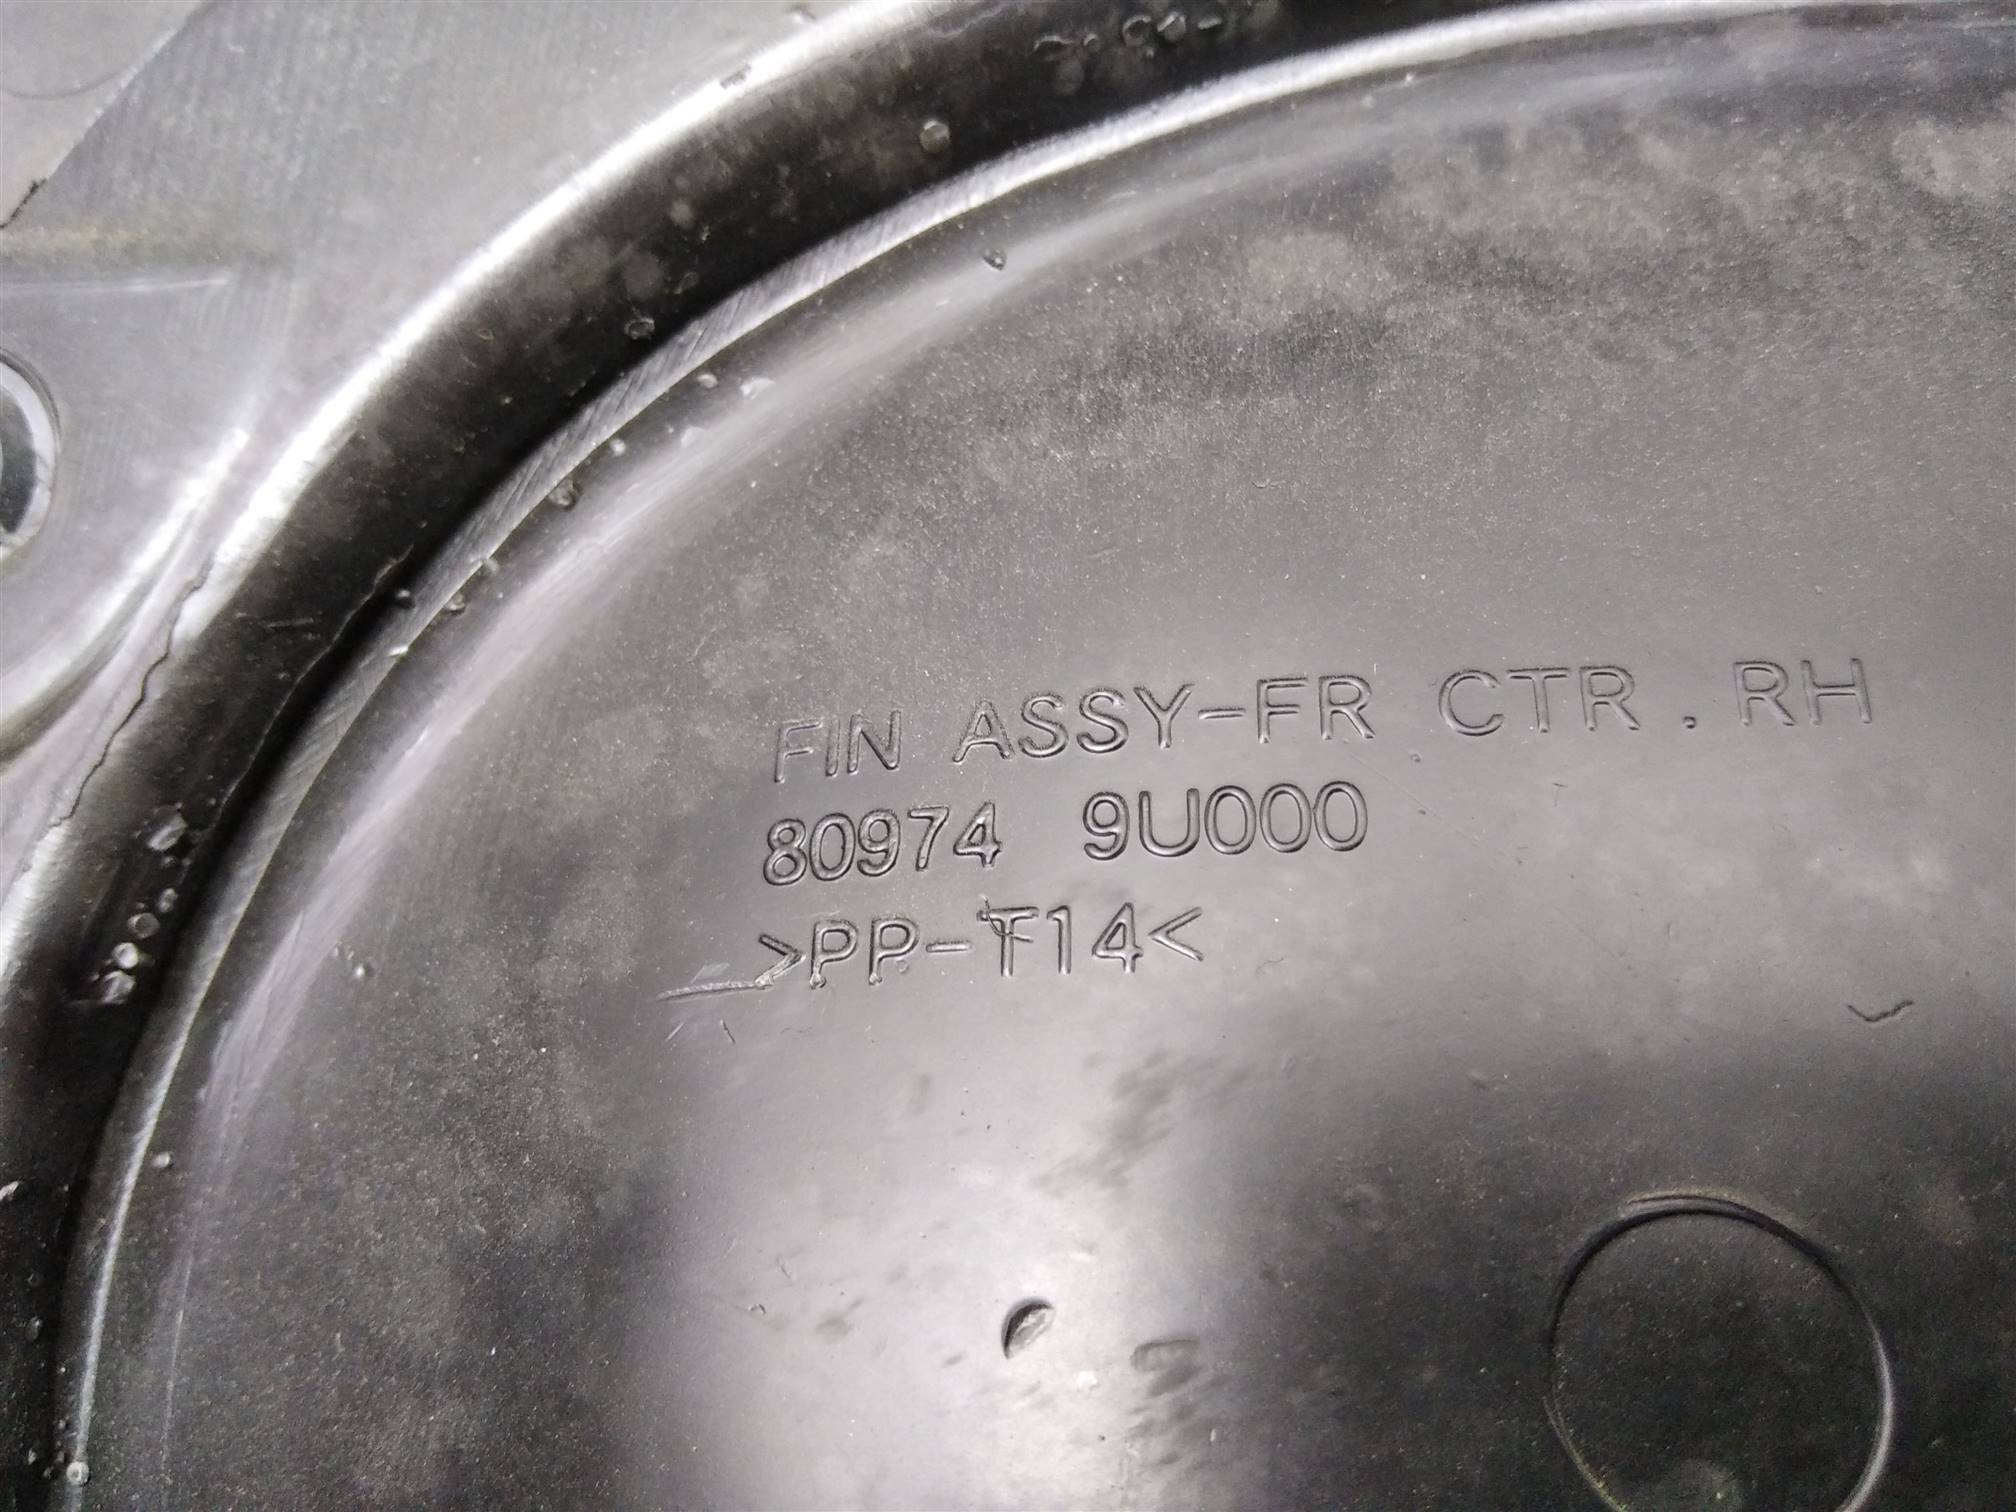 FIN ASSY-FR CTR . RH
80974 9U000
>PP-T14<